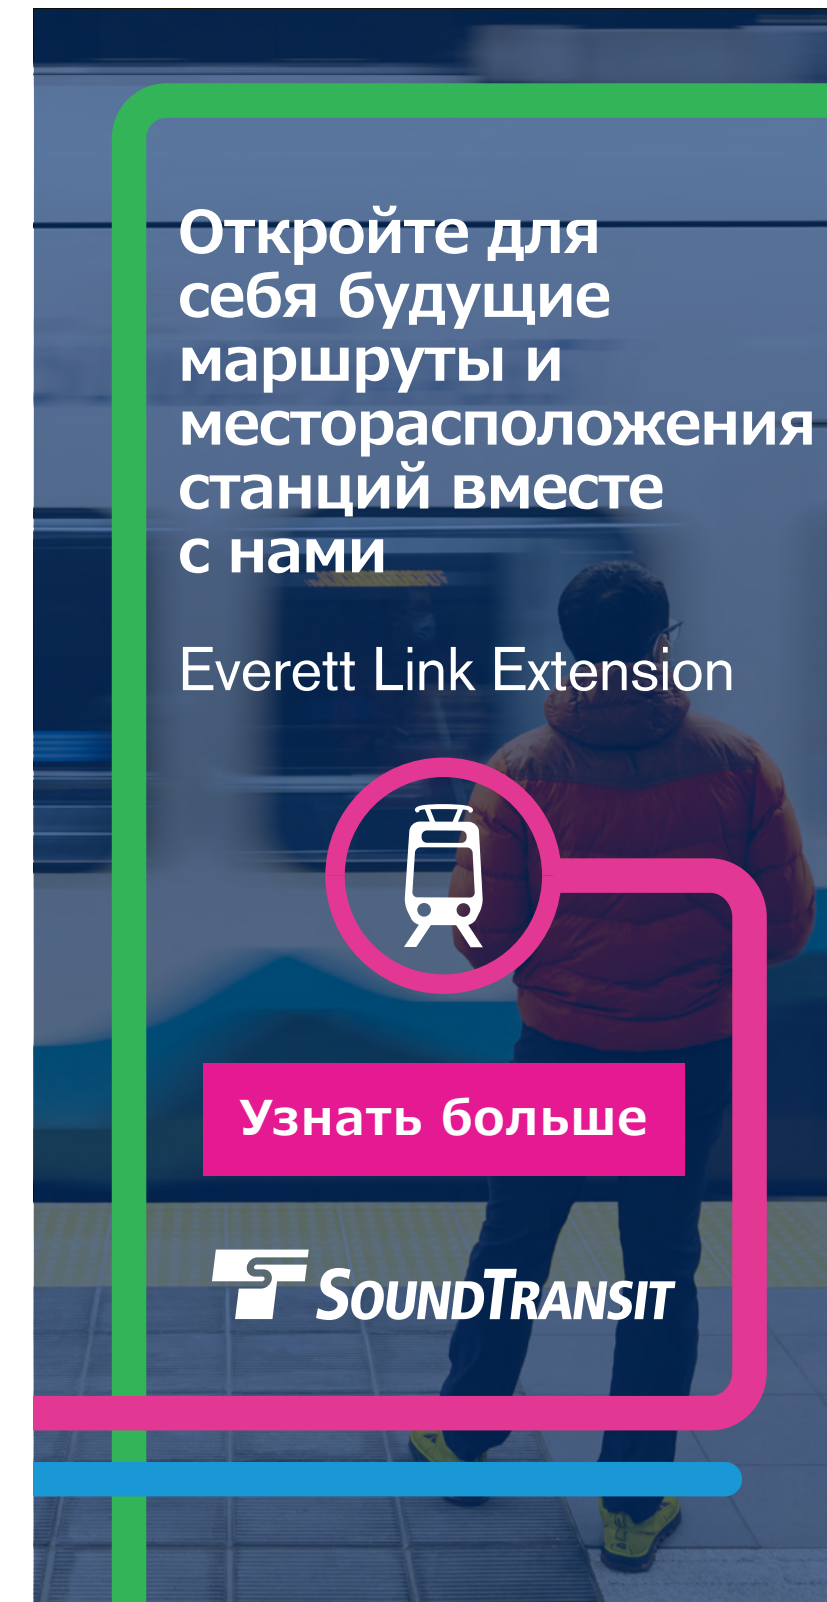 Откройте для
себя будущие
маршруты и
месторасположения
станций вместе
с нами
Everett Link Extension
Узнать больше
SOUNDTRANSIT